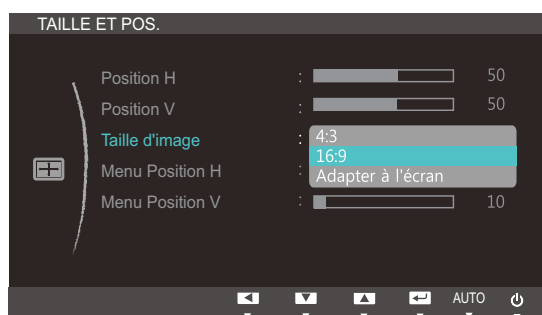 TAILLE ET POS.
Position H : 50
Position V : 50
Taille d'image : 4:3
16:9
Menu Position H : Adapter à l'écran
Menu Position V : 10
AUTO